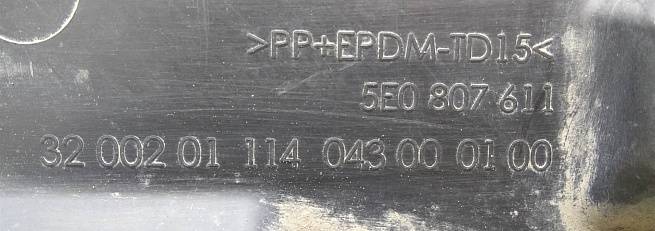 >PP+EPDM-TD15<
5E0 807 611
32 002 01 114 043 00 01 00